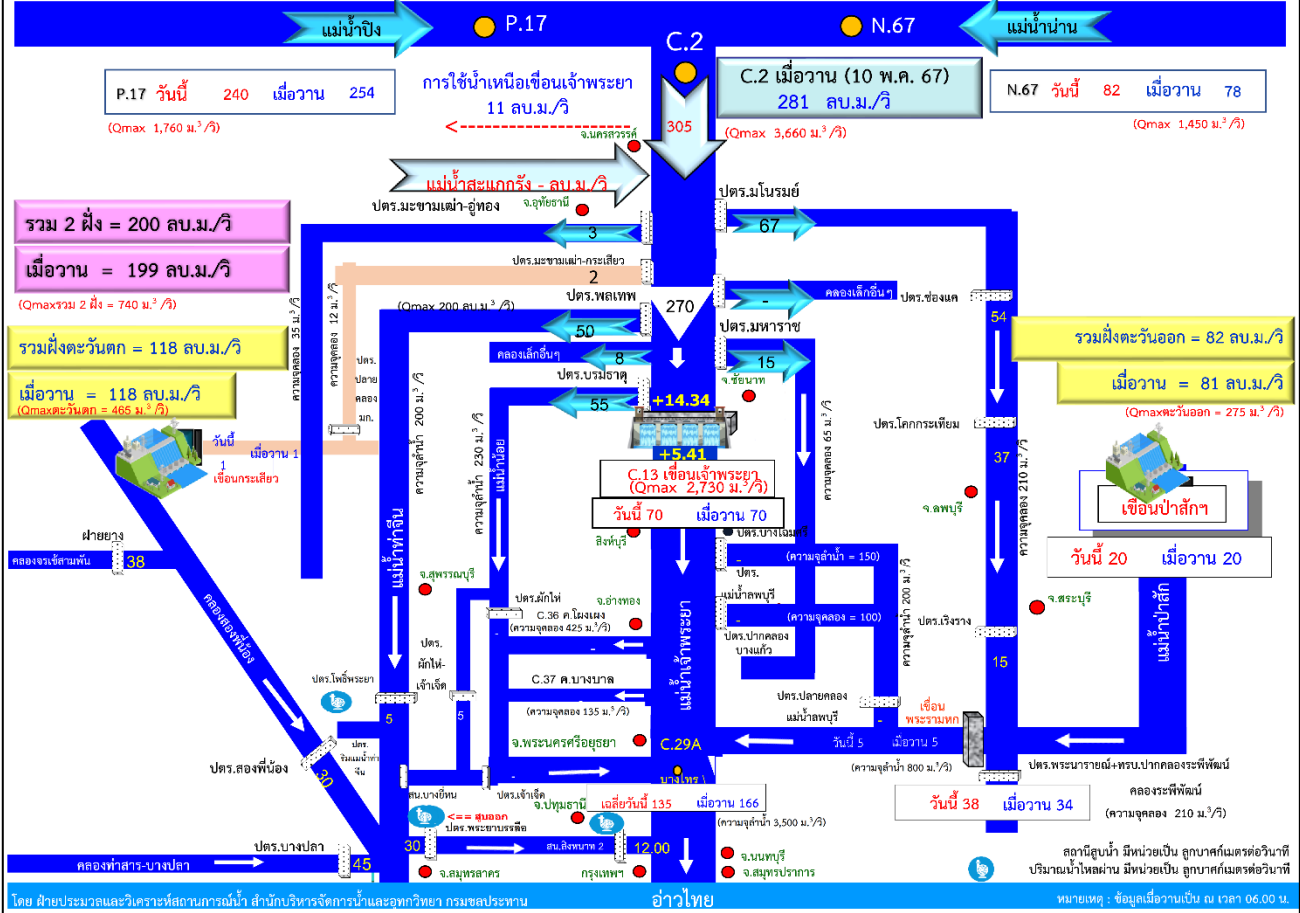 แม่น้ำปิง
P.17
C.2
N.67
แม่น้ำน่าน
P.17 วันนี้ 240 เมื่อวาน 254
(Qmax 1,760 ม.³/วิ)
การใช้น้ำเหนือเขื่อนเจ้าพระยา
11 ลบ.ม./วิ
<-----------------
จ.นครสวรรค์
305
C.2 เมื่อวาน (10 พ.ค. 67)
281 ลบ.ม./วิ
(Qmax 3,660 ม.³/วิ)
N.67 วันนี้ 82 เมื่อวาน 78
(Qmax 1,450 ม.³/วิ)
แม่น้ำสะแกกรัง - ลบ.ม./วิ
ปตร.มะขามเฒ่า-อู่ทอง
จ.อุทัยธานี
3
ปตร.มโนรมย์
67
รวม 2 ฝั่ง = 200 ลบ.ม./วิ
เมื่อวาน = 199 ลบ.ม./วิ
(Qmaxรวม 2 ฝั่ง = 740 ม.³/วิ)
ปตร.มะขามเฒ่า-กระเสียว
2
(Qmax 200 ลบ.ม³/วิ)
ปตร.พลเทพ
50
270
-
คลองเล็กอื่นๆ
ปตร.ช่องแค
54
ความจุคลอง 35 ม³/วิ
ความจุคลอง 12 ม³/วิ
รวมฝั่งตะวันตก = 118 ลบ.ม./วิ
เมื่อวาน = 118 ลบ.ม./วิ
(Qmaxตะวันตก = 465 ม.³/วิ)
คลองเล็กอื่นๆ
8
ปตร.มหาราช
15
จ.ชัยนาท
รวมฝั่งตะวันออก = 82 ลบ.ม./วิ
เมื่อวาน = 81 ลบ.ม./วิ
(Qmaxตะวันออก = 275 ม.³/วิ)
ปตร.
ปลาย
คลอง
มก.
ปตร.บรมธาตุ
55
+14.34
+5.41
C.13 เขื่อนเจ้าพระยา
(Qmax 2,730 ม.³/วิ)
วันนี้ 70 เมื่อวาน 70
วันนี้
1
เมื่อวาน 1
เขื่อนกระเสียว
ความจุลำน้ำ 200 ม³/วิ
ความจุลำน้ำ 230 ม³/วิ
แม่น้ำน้อย
ความจุคลอง 65 ม³/วิ
ปตร.โคกกระเทียม
37
ความจุคลอง 210 ม³/วิ
จ.ลพบุรี
เขื่อนป่าสักฯ
วันนี้ 20 เมื่อวาน 20
ฝายยาง
คลองจรเข้สามพัน
38
แม่น้ำท่าจีน
จ.สุพรรณบุรี
สิงห์บุรี
ปตร.บางโฉมศรี
(ความจุลำน้ำ = 150)
ปตร.
แม่น้ำลพบุรี
(ความจุคลอง = 100)
ความจุลำน้ำ 200 ม³/วิ
จ.สระบุรี
แม่น้ำป่าสัก
ปตร.ผักไห่
-
จ.อ่างทอง
C.36 ค.โผงเผง
(ความจุคลอง 425 ม.³/วิ)
-
ปตร.ปากคลอง
บางแก้ว
ปตร.เริงราง
15
คลองสองพี่น้อง
ปตร.
ผักไห่-
เจ้าเจ็ด
5
C.37 ค.บางบาล
-
(ความจุคลอง 135 ม.³/วิ)
แม่น้ำเจ้าพระยา
ปตร.โพธิ์พระยา
5
ปตร.ปลายคลอง
แม่น้ำลพบุรี
-
เขื่อน
พระรามหก
จ.พระนครศรีอยุธยา
C.29A
วันนี้ 5 เมื่อวาน 5
(ความจุลำน้ำ 800 ม.³/วิ)
ปตร.สองพี่น้อง
30
ริมแม่น้ำท่า
จีน
-
บางไทร
ปตร.พระนารายณ์+ทรบ.ปากคลองระพีพัฒน์
สน.บางยี่หน
ปตร.เจ้าเจ็ด
จ.ปทุมธานี
เฉลี่ยวันนี้ 135 เมื่อวาน 166
(ความจุลำน้ำ 3,500 ม.³/วิ)
วันนี้ 38 เมื่อวาน 34
คลองระพีพัฒน์
(ความจุคลอง 210 ม.³/วิ)
<== สูบออก
ปตร.พระยาบรรลือ
30
สน.สิงหนาท 2
12.00
ปตร.บางปลา
คลองท่าสาร-บางปลา
45
จ.สมุทรสาคร
กรุงเทพฯ
จ.นนทบุรี
จ.สมุทรปราการ
สถานีสูบน้ำ มีหน่วยเป็น ลูกบาศก์เมตรต่อวินาที
ปริมาณน้ำไหลผ่าน มีหน่วยเป็น ลูกบาศก์เมตรต่อวินาที
โดย ฝ่ายประมวลและวิเคราะห์สถานการณ์น้ำ สำนักบริหารจัดการน้ำและอุทกวิทยา กรมชลประทาน
อ่าวไทย
หมายเหตุ : ข้อมูลเมื่อวานเป็น ณ เวลา 06.00 น.